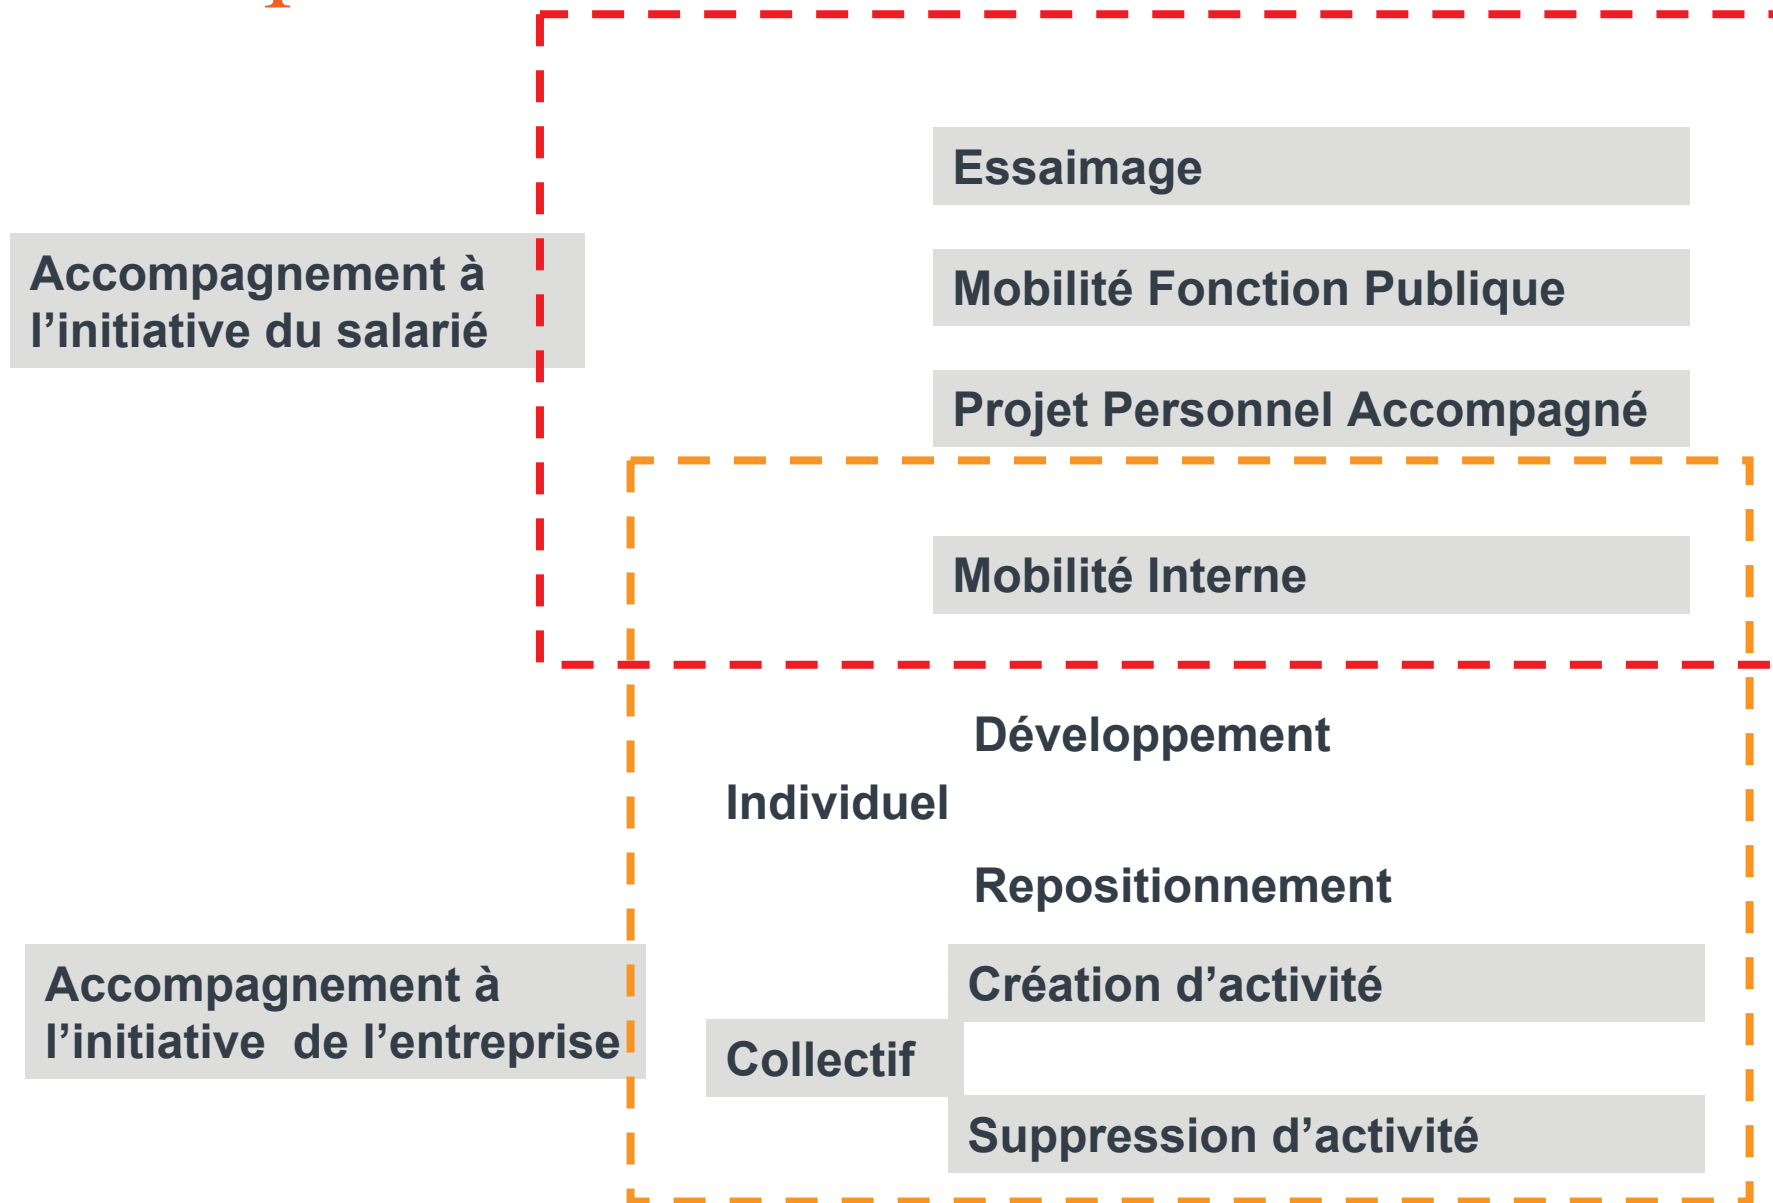 Essaimage
Accompagnement à
l’initiative du salarié
Mobilité Fonction Publique
Projet Personnel Accompagné
Mobilité Interne
Développement
Individuel
Repositionnement
Accompagnement à
l’initiative  de l’entreprise
Création d’activité
Collectif
Suppression d’activité